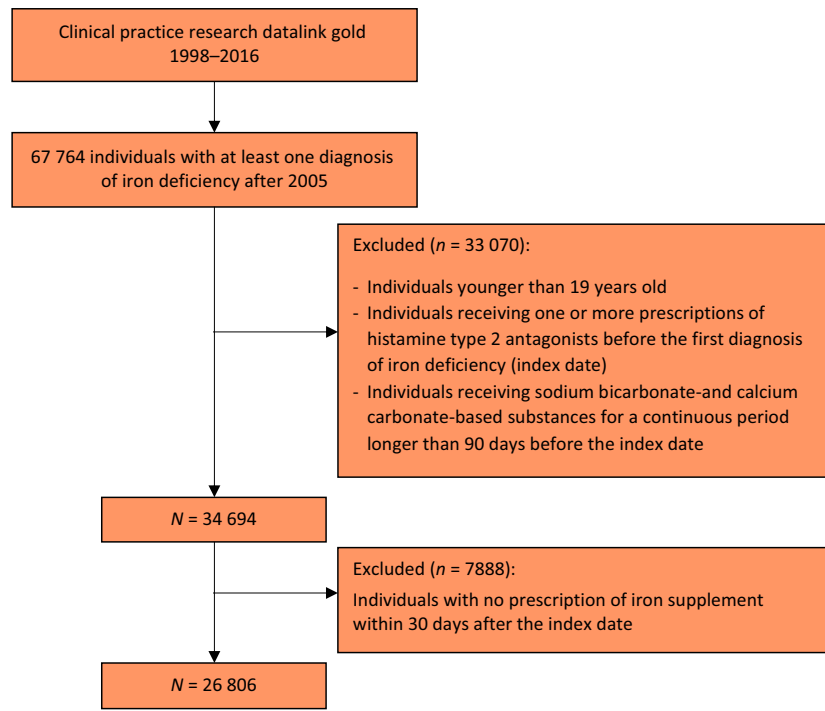 Clinical practice research datalink gold
1998–2016
67 764 individuals with at least one diagnosis
of iron deficiency after 2005
Excluded (n = 33 070):
- Individuals younger than 19 years old
- Individuals receiving one or more prescriptions of
histamine type 2 antagonists before the first diagnosis
of iron deficiency (index date)
- Individuals receiving sodium bicarbonate-and calcium
carbonate-based substances for a continuous period
longer than 90 days before the index date
N = 34 694
Excluded (n = 7888):
Individuals with no prescription of iron supplement
within 30 days after the index date
N = 26 806